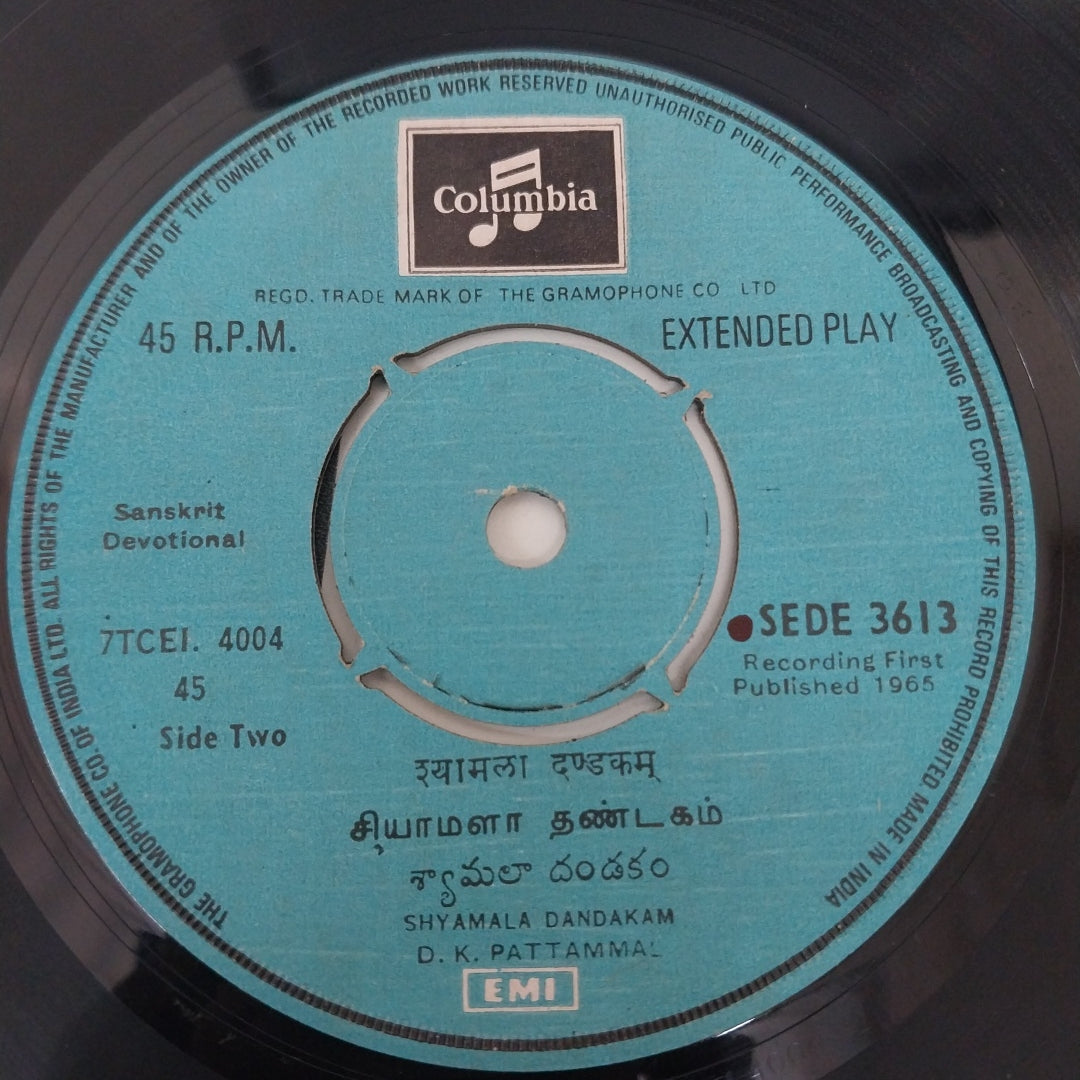 THE GRAMOPHONE CO. OF INDIA LTD. ALL RIGHTS OF THE MANUFACTURER AND OF THE OWNER OF THE RECORDED WORK RESERVED UNAUTHORISED PUBLIC PERFORMANCE BROADCASTING AND COPYING OF THIS RECORD PROHIBITED MADE IN INDIA
Columbia
REGD. TRADE MARK OF THE GRAMOPHONE CO LTD
45 R.P.M.
EXTENDED PLAY
Sanskrit
Devotional
7TCEI. 4004
45
Side Two
SEDE 3613
Recording First
Published 1965
श्यामला दण्डकम्
சியாமளா தண்டகம்
శ్యామలా దండకం
SHYAMALA DANDAKAM
D. K. PATTAMMAL
EMI